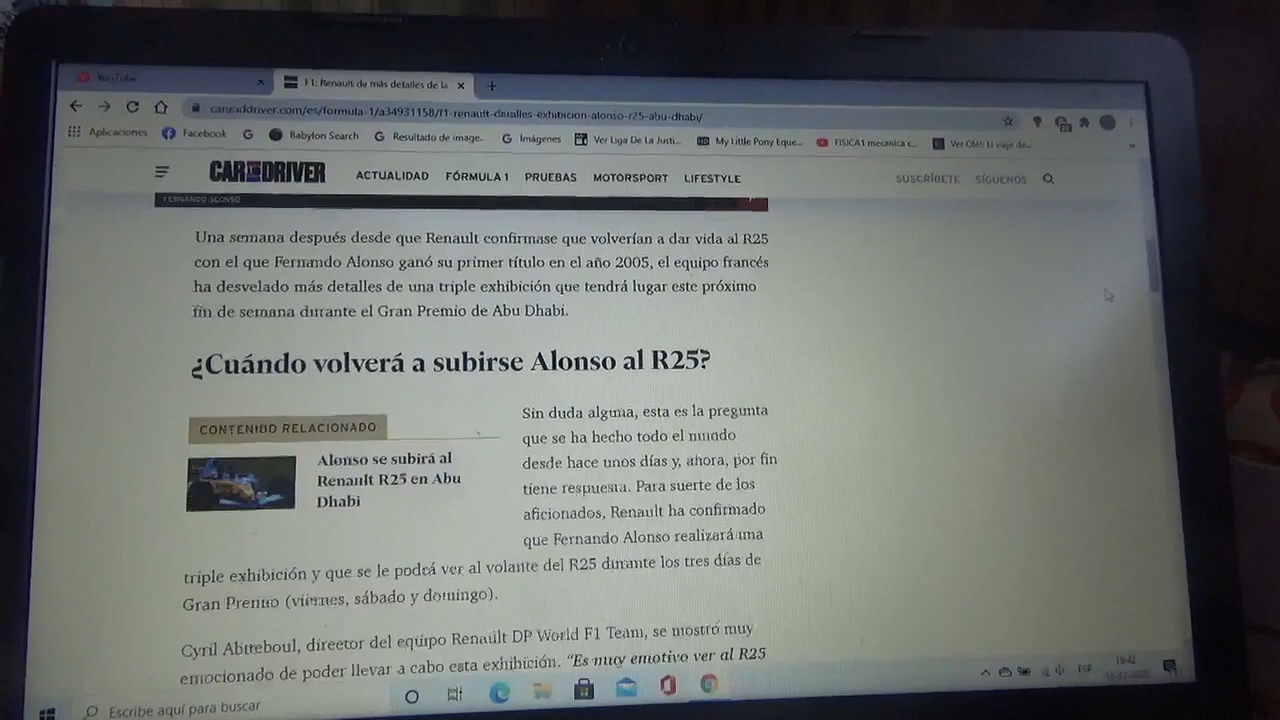 YouTube
F1: Renault da más detalles de la
caranddriver.com/es/formula-1/a34931158/f1-renault-detalles-exhibicion-alonso-r25-abu-dhabi/
Aplicaciones Facebook Babylon Search Resultado de image.. Imágenes Ver Liga De La Justi... My Little Pony Eque... FISICA1 mecanica c... Ver Olé: El viaje de...
CAR AND DRIVER ACTUALIDAD FÓRMULA 1 PRUEBAS MOTORSPORT LIFESTYLE SUSCRÍBETE SÍGUENOS
Una semana después desde que Renault confirmase que volverían a dar vida al R25
con el que Fernando Alonso ganó su primer título en el año 2005, el equipo francés
ha desvelado más detalles de una triple exhibición que tendrá lugar este próximo
fin de semana durante el Gran Premio de Abu Dhabi.
¿Cuándo volverá a subirse Alonso al R25?
CONTENIDO RELACIONADO
Alonso se subirá al
Renault R25 en Abu
Dhabi
Sin duda alguna, esta es la pregunta
que se ha hecho todo el mundo
desde hace unos días y, ahora, por fin
tiene respuesta. Para suerte de los
aficionados, Renault ha confirmado
que Fernando Alonso realizará una
triple exhibición y que se le podrá ver al volante del R25 durante los tres días de
Gran Premio (viernes, sábado y domingo).
Cyril Abiteboul, director del equipo Renault DP World F1 Team, se mostró muy
emocionado de poder llevar a cabo esta exhibición. "Es muy emotivo ver al R25
Escribe aquí para buscar
ESP
18:42